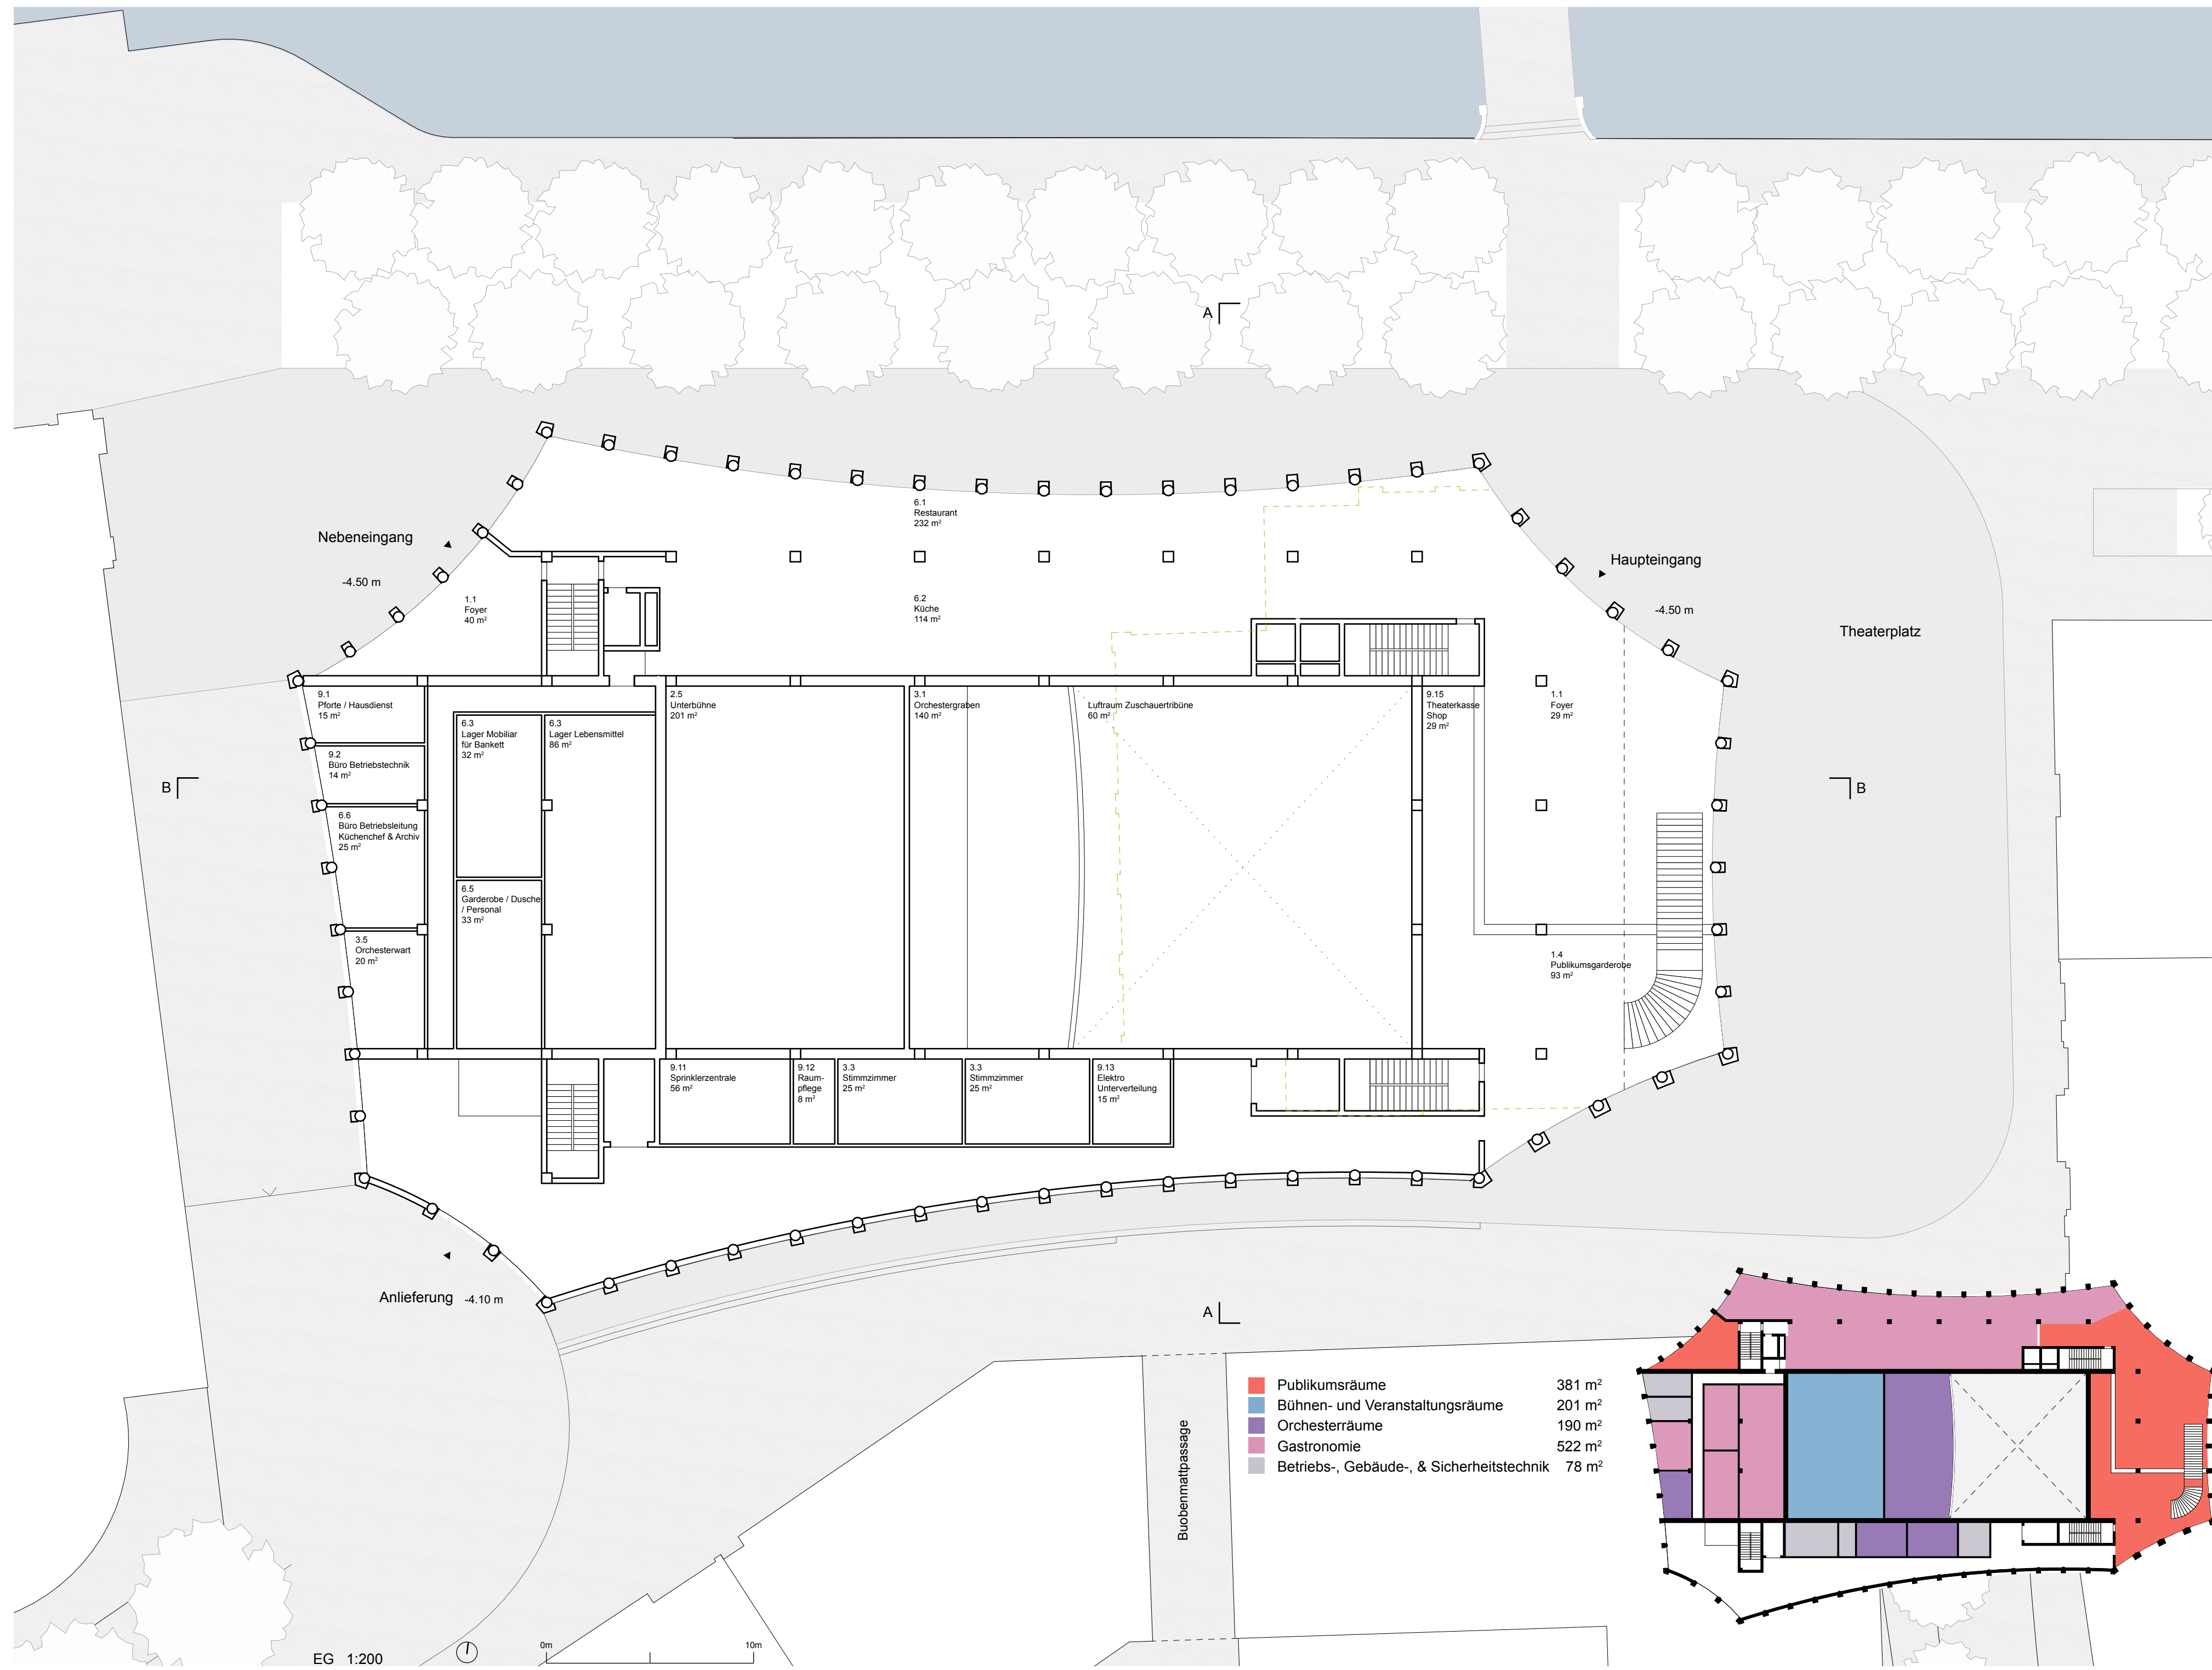 A
6.1
Restaurant
232 m²
Nebeneingang
-4.50 m
Haupteingang
-4.50 m
Theaterplatz
1.1
Foyer
40 m²
6.2
Küche
114 m²
9.1
Pforte / Hausdienst
15 m²
2.5
Unterbühne
201 m²
3.1
Orchestergraben
140 m²
Luftraum Zuschauertribüne
60 m²
9.15
Theaterkasse
Shop
29 m²
1.1
Foyer
29 m²
6.3
Lager Mobiliar
für Bankett
32 m²
6.3
Lager Lebensmittel
86 m²
9.2
Büro Betriebstechnik
14 m²
B
B
6.6
Büro Betriebsleitung
Küchenchef & Archiv
25 m²
6.5
Garderobe / Dusche
/ Personal
33 m²
3.5
Orchesterwart
20 m²
1.4
Publikumsgarderobe
93 m²
9.11
Sprinklerzentrale
56 m²
9.12
Raum-
pflege
8 m²
3.3
Stimmzimmer
25 m²
3.3
Stimmzimmer
25 m²
9.13
Elektro
Unterverteilung
15 m²
Anlieferung
-4.10 m
A
Buobenmattpassage
Publikumsräume 381 m²
Bühnen- und Veranstaltungsräume 201 m²
Orchesterräume 190 m²
Gastronomie 522 m²
Betriebs-, Gebäude-, & Sicherheitstechnik 78 m²
EG 1:200
0m 10m